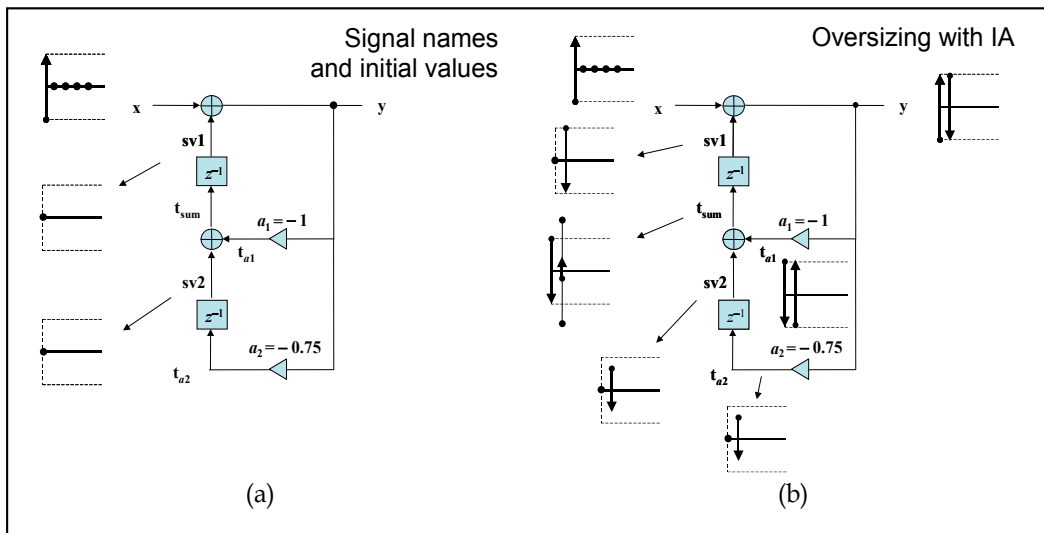 Signal names
and initial values
x
y
sv1
z⁻¹
t_sum
a₁ = − 1
t_a1
sv2
z⁻¹
a₂ = − 0.75
t_a2
(a)
Oversizing with IA
x
y
sv1
z⁻¹
t_sum
a₁ = − 1
t_a1
sv2
z⁻¹
a₂ = − 0.75
t_a2
(b)